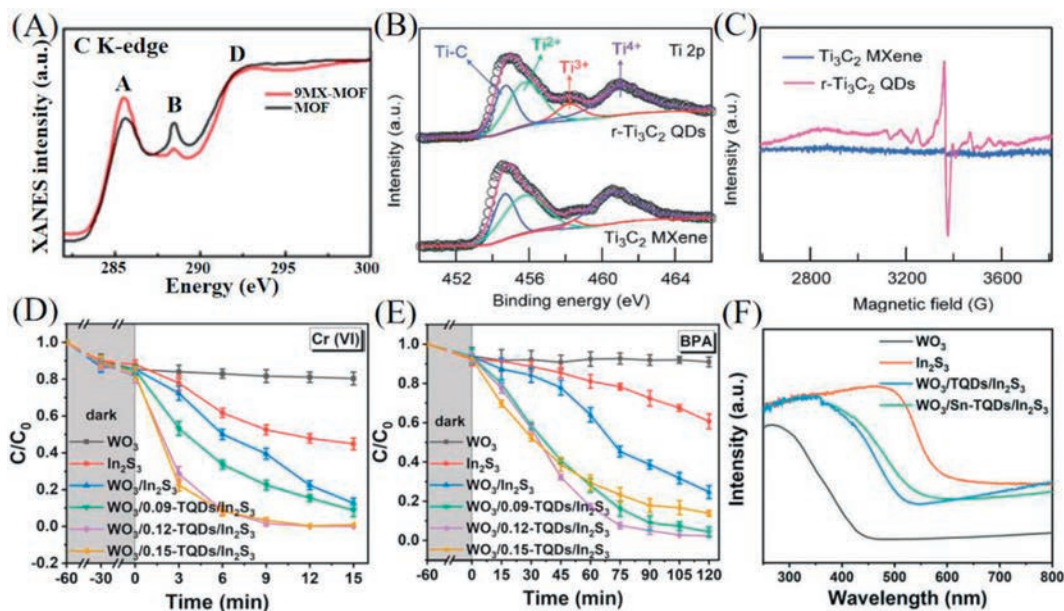 (A)
C K-edge
A
B
D
9MX-MOF
MOF
XANES intensity (a.u.)
285 290 295 300
Energy (eV)
(B)
Ti-C
Ti²⁺
Ti³⁺
Ti⁴⁺
Ti 2p
r-Ti₃C₂ QDs
Ti₃C₂ MXene
Intensity (a.u.)
452 456 460 464
Binding energy (eV)
(C)
Ti₃C₂ MXene
r-Ti₃C₂ QDs
Intensity (a.u.)
2800 3200 3600
Magnetic field (G)
(D)
Cr (VI)
dark
WO₃
In₂S₃
WO₃/In₂S₃
WO₃/0.09-TQDs/In₂S₃
WO₃/0.12-TQDs/In₂S₃
WO₃/0.15-TQDs/In₂S₃
C/C₀
1.0
0.8
0.6
0.4
0.2
0.0
-0.2
-60 -30 0 3 6 9 12 15
Time (min)
(E)
BPA
dark
WO₃
In₂S₃
WO₃/In₂S₃
WO₃/0.09-TQDs/In₂S₃
WO₃/0.12-TQDs/In₂S₃
WO₃/0.15-TQDs/In₂S₃
C/C₀
1.0
0.8
0.6
0.4
0.2
0.0
-60 0 15 30 45 60 75 90 105 120
Time (min)
(F)
WO₃
In₂S₃
WO₃/TQDs/In₂S₃
WO₃/Sn-TQDs/In₂S₃
Intensity (a.u.)
300 400 500 600 700 800
Wavelength (nm)